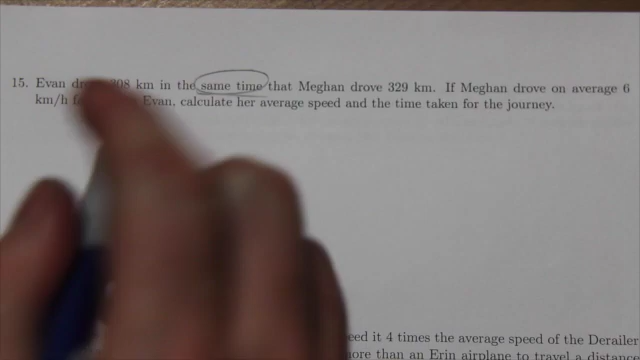 15. Evan 308 km in the same time that Meghan drove 329 km. If Meghan drove on average 6
km/h Evan, calculate her average speed and the time taken for the journey.
eed it 4 times the average speed of the Derailer
ore than an Erin airplane to travel a distance